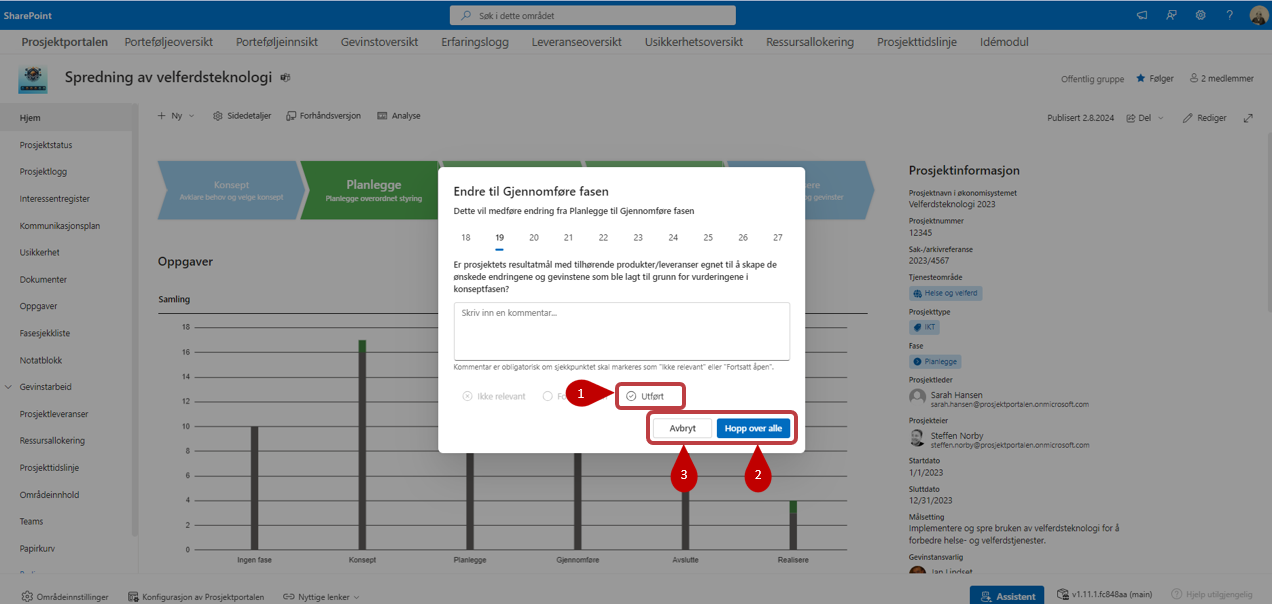 SharePoint
Søk i dette området
?
Prosjektportalen Porteføljeoversikt Porteføljeinnsikt Gevinstoversikt Erfaringslogg Leveranseoversikt Usikkerhetsoversikt Ressursallokering Prosjekttidslinje Idémodul
Spredning av velferdsteknologi
Offentlig gruppe Følger 2 medlemmer
Hjem
Prosjektstatus
Prosjektlogg
Interessentregister
Kommunikasjonsplan
Usikkerhet
Dokumenter
Oppgaver
Fasesjekkliste
Notatblokk
Gevinstarbeid
Prosjektleveranser
Ressursallokering
Prosjekttidslinje
Områdeinnhold
Teams
Papirkurv
Ny Sidedetaljer Forhåndsversjon Analyse
Publisert 2.8.2024 Del Rediger
Konsept
Avklare behov og velge konsept
Planlegge
Planlegge overordnet styring
Oppgaver
Samling
18
16
14
12
10
8
6
4
2
0
Ingen fase Konsept Planlegge Gjennomføre Avslutte Realisere
Endre til Gjennomføre fasen
Dette vil medføre endring fra Planlegge til Gjennomføre fasen
18 19 20 21 22 23 24 25 26 27
Er prosjektets resultatmål med tilhørende produkter/leveranser egnet til å skape de
ønskede endringene og gevinstene som ble lagt til grunn for vurderingene i
konseptfasen?
Skriv inn en kommentar...
Kommentar er obligatorisk om sjekkpunktet skal markeres som "Ikke relevant" eller "Fortsatt åpen".
Ikke relevant 1 Utført
Avbryt Hopp over alle
3 2
Prosjektinformasjon
Prosjektnavn i økonomisystemet
Velferdsteknologi 2023
Prosjektnummer
12345
Sak-/arkivreferanse
2023/4567
Tjenesteområde
Helse og velferd
Prosjekttype
IKT
Fase
Planlegge
Prosjektleder
Sarah Hansen
sarah.hansen@prosjektportalen.onmicrosoft.com
Prosjekteier
Steffen Norby
steffen.norby@prosjektportalen.onmicrosoft.com
Startdato
1/1/2023
Sluttdato
12/31/2023
Målsetting
Implementere og spre bruken av velferdsteknologi for å
forbedre helse- og velferdstjenester.
Gevinstansvarlig
Jan Lindset
Områdeinnstillinger Konfigurasjon av Prosjektportalen Nyttige lenker
Assistent v1.11.1.fc848aa (main) Hjelp utilgjengelig